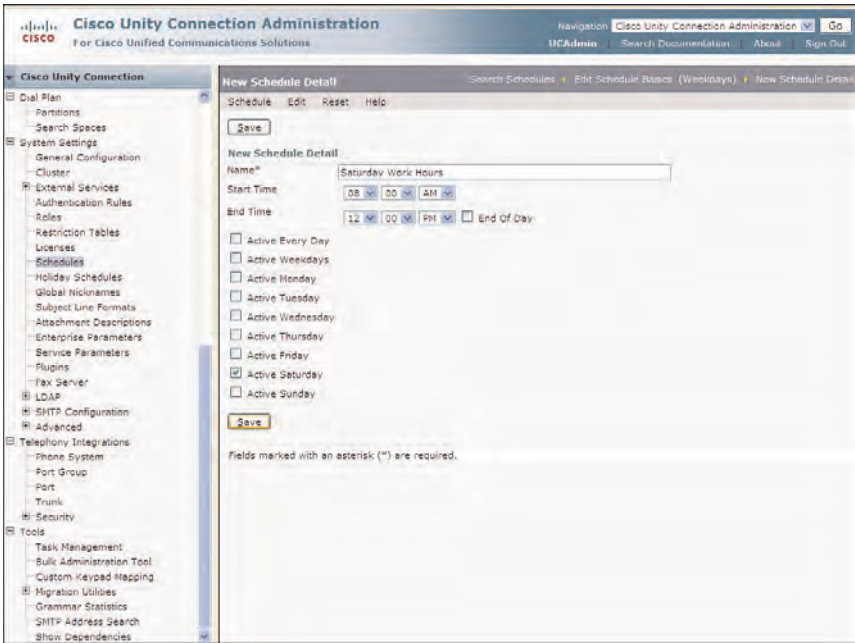 Cisco Unity Connection Administration
Navigation Cisco Unity Connection Administration Go
CISCO For Cisco Unified Communications Solutions
UCAdmin Search Documentation About Sign Out
Cisco Unity Connection
Dial Plan
Partitions
Search Spaces
System Settings
General Configuration
Cluster
External Services
Authentication Rules
Roles
Restriction Tables
Licenses
Schedules
Holiday Schedules
Global Nicknames
Subject Line Formats
Attachment Descriptions
Enterprise Parameters
Service Parameters
Plugins
Fax Server
LDAP
SMTP Configuration
Advanced
Telephony Integrations
Phone System
Port Group
Port
Trunk
Security
Tools
Task Management
Bulk Administration Tool
Custom Keypad Mapping
Migration Utilities
Grammar Statistics
SMTP Address Search
Show Dependencies
New Schedule Detail
Search Schedules Edit Schedule Basics (Weekdays) New Schedule Detail
Schedule Edit Reset Help
Save
New Schedule Detail
Name* Saturday Work Hours
Start Time 08 00 AM
End Time 12 00 PM End Of Day
Active Every Day
Active Weekdays
Active Monday
Active Tuesday
Active Wednesday
Active Thursday
Active Friday
Active Saturday
Active Sunday
Save
Fields marked with an asterisk (*) are required.